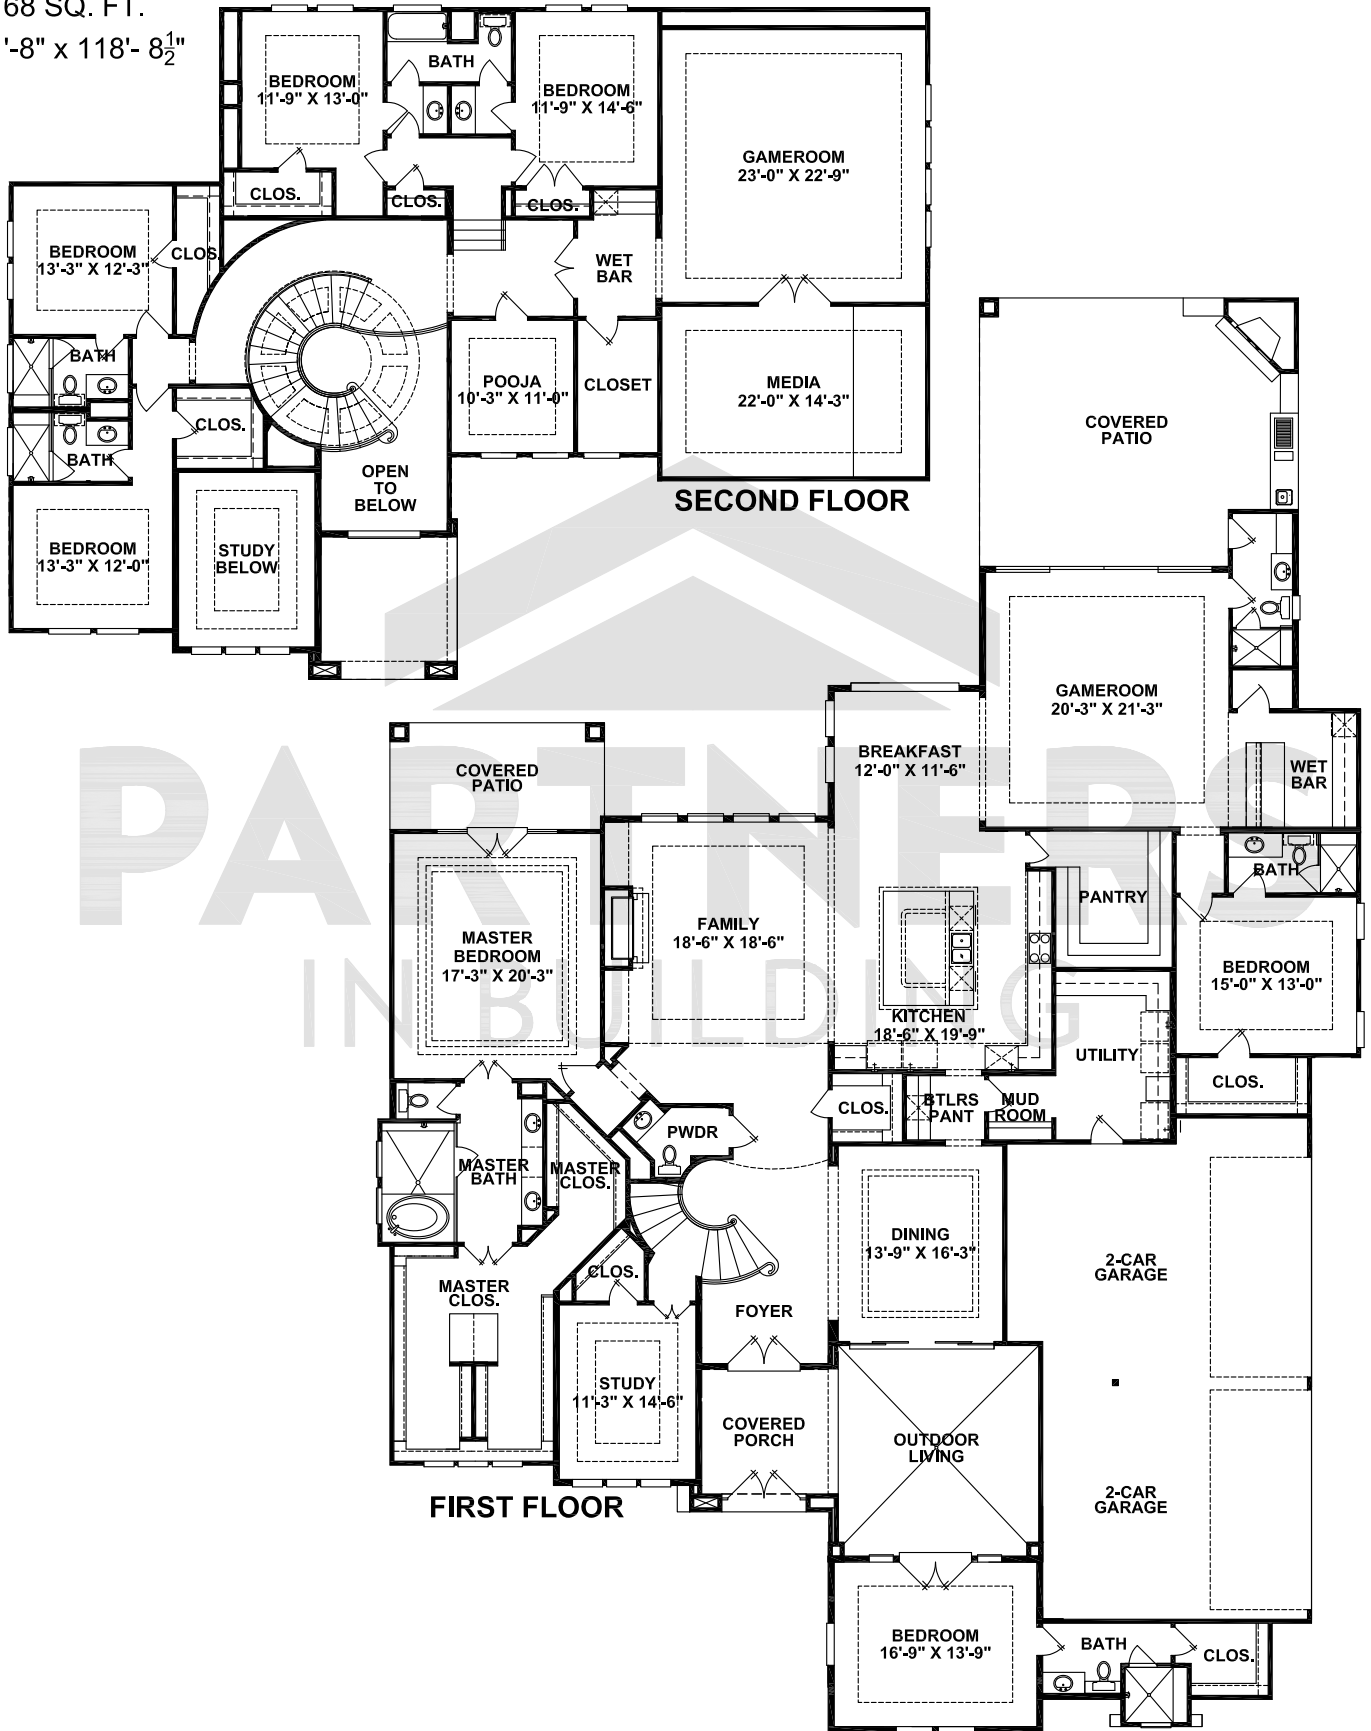 68 SQ. FT.
'-8" x 118'- 8½"
BEDROOM
11'-9" X 13'-0"
BATH
BEDROOM
11'-9" X 14'-6"
GAMEROOM
23'-0" X 22'-9"
CLOS.
CLOS.
CLOS.
BEDROOM
13'-3" X 12'-3"
CLOS.
WET
BAR
BATH
POOJA
10'-3" X 11'-0"
CLOSET
MEDIA
22'-0" X 14'-3"
CLOS.
BATH
OPEN
TO
BELOW
BEDROOM
13'-3" X 12'-0"
STUDY
BELOW
SECOND FLOOR
COVERED
PATIO
GAMEROOM
20'-3" X 21'-3"
BREAKFAST
12'-0" X 11'-6"
WET
BAR
COVERED
PATIO
PARTNERS
IN BUILDING
BATH
PANTRY
FAMILY
18'-6" X 18'-6"
MASTER
BEDROOM
17'-3" X 20'-3"
BEDROOM
15'-0" X 13'-0"
KITCHEN
18'-6" X 19'-9"
UTILITY
CLOS.
CLOS.
BTLRS
PANT
MUD
ROOM
PWDR
MASTER
BATH
MASTER
CLOS.
DINING
13'-9" X 16'-3"
2-CAR
GARAGE
CLOS.
MASTER
CLOS.
FOYER
STUDY
11'-3" X 14'-6"
COVERED
PORCH
OUTDOOR
LIVING
2-CAR
GARAGE
FIRST FLOOR
BEDROOM
16'-9" X 13'-9"
BATH
CLOS.